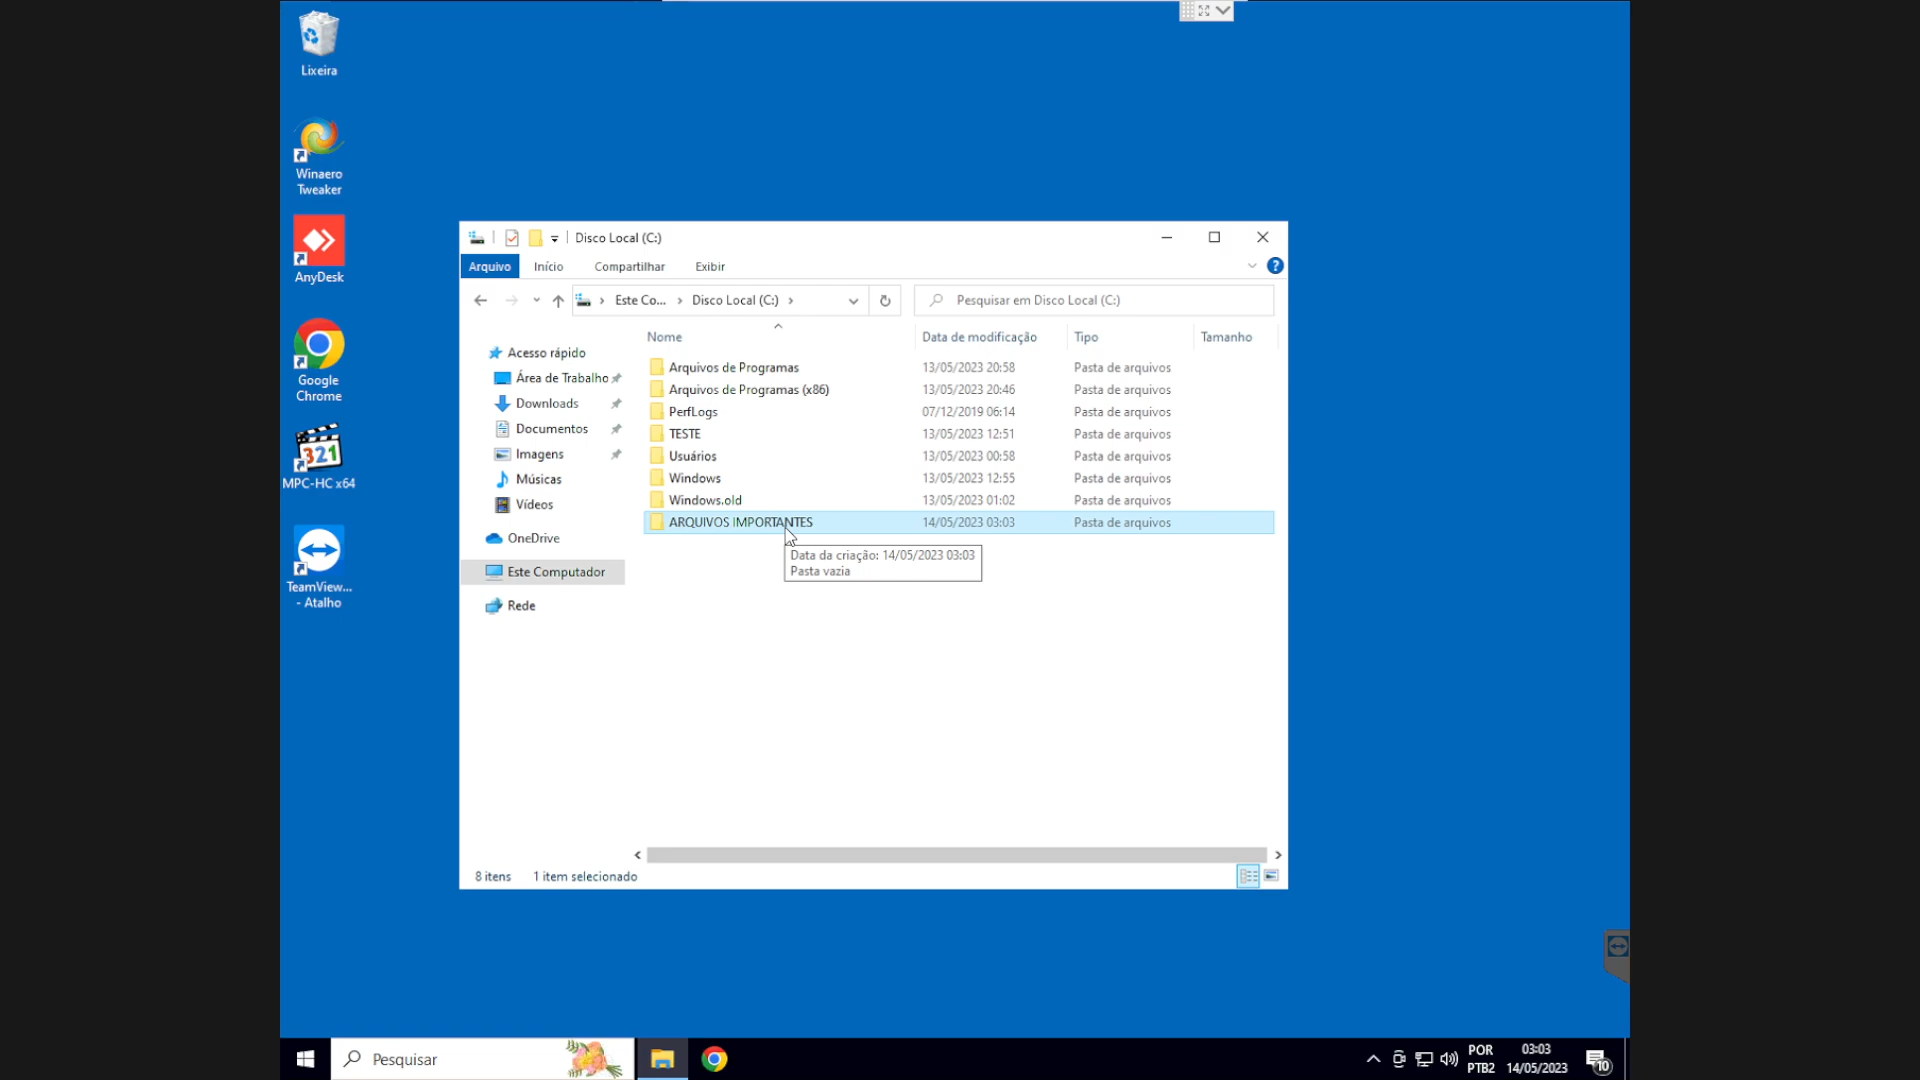 Lixeira
Winaero
Tweaker
AnyDesk
Google
Chrome
321
MPC-HC x64
TeamView...
- Atalho
Disco Local (C:)
Arquivo Início Compartilhar Exibir ?
Este Co... Disco Local (C:) Pesquisar em Disco Local (C:)
Nome Data de modificação Tipo Tamanho
Acesso rápido
Área de Trabalho
Downloads
Documentos
Imagens
Músicas
Vídeos
OneDrive
Este Computador
Rede
Arquivos de Programas 13/05/2023 20:58 Pasta de arquivos
Arquivos de Programas (x86) 13/05/2023 20:46 Pasta de arquivos
PerfLogs 07/12/2019 06:14 Pasta de arquivos
TESTE 13/05/2023 12:51 Pasta de arquivos
Usuários 13/05/2023 00:58 Pasta de arquivos
Windows 13/05/2023 12:55 Pasta de arquivos
Windows.old 13/05/2023 01:02 Pasta de arquivos
ARQUIVOS IMPORTANTES 14/05/2023 03:03 Pasta de arquivos
Data da criação: 14/05/2023 03:03
Pasta vazia
8 itens 1 item selecionado
Pesquisar
POR
PTB2
03:03
14/05/2023
10